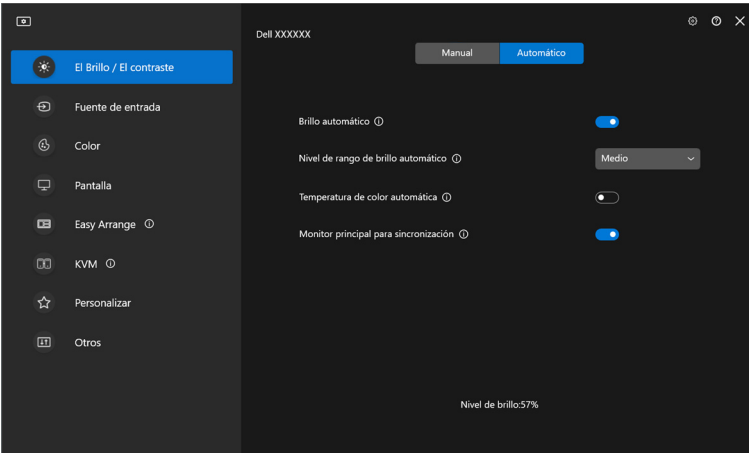 Dell XXXXXX
Manual
Automático
El Brillo / El contraste
Fuente de entrada
Color
Pantalla
Easy Arrange
KVM
Personalizar
Otros
Brillo automático
Nivel de rango de brillo automático
Medio
Temperatura de color automática
Monitor principal para sincronización
Nivel de brillo:57%